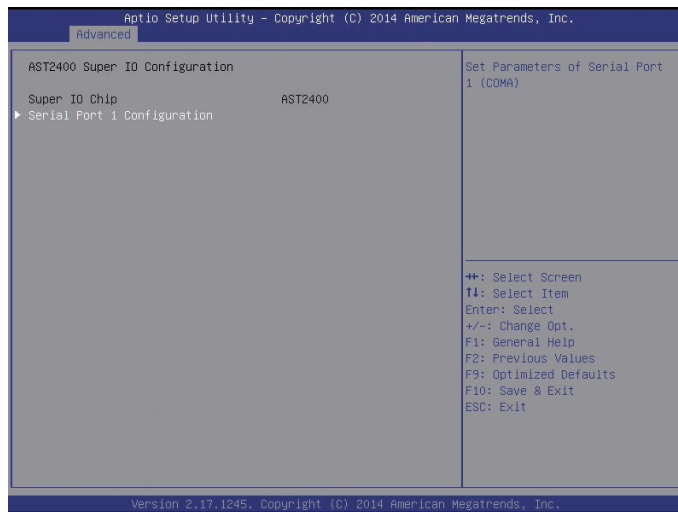 Aptio Setup Utility – Copyright (C) 2014 American Megatrends, Inc.
Advanced
AST2400 Super IO Configuration
Super IO Chip AST2400
▶ Serial Port 1 Configuration
Set Parameters of Serial Port
1 (COMA)
→←: Select Screen
↑↓: Select Item
Enter: Select
+/-: Change Opt.
F1: General Help
F2: Previous Values
F9: Optimized Defaults
F10: Save & Exit
ESC: Exit
Version 2.17.1245. Copyright (C) 2014 American Megatrends, Inc.